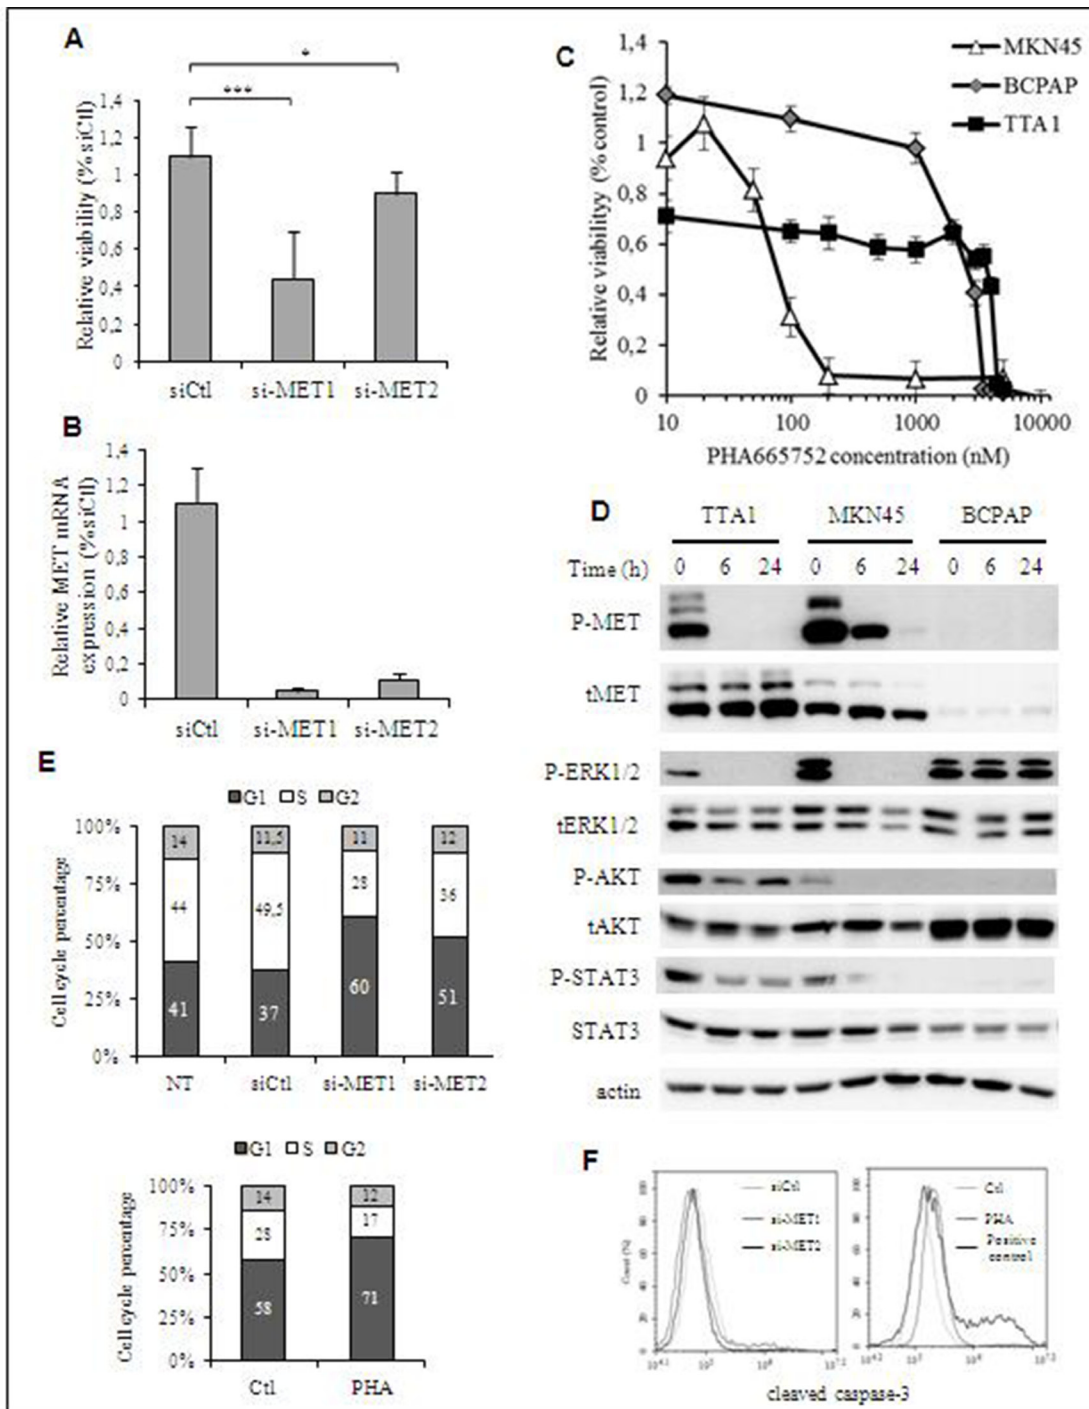 A
*
***
Relative viability (% siCtl)
1,4
1,2
1
0,8
0,6
0,4
0,2
0
siCtl si-MET1 si-MET2
B
Relative MET mRNA
expression (%siCtl)
1,4
1,2
1
0,8
0,6
0,4
0,2
0
siCtl si-MET1 si-MET2
C
MKN45
BCPAP
TTA1
Relative viabilityy (% control)
1,4
1,2
1
0,8
0,6
0,4
0,2
0
10 100 1000 10000
PHA665752 concentration (nM)
D
TTA1 MKN45 BCPAP
Time (h) 0 6 24 0 6 24 0 6 24
P-MET
tMET
P-ERK1/2
tERK1/2
P-AKT
tAKT
P-STAT3
STAT3
actin
E
G1 S G2
Cell cycle percentage
100%
75%
50%
25%
0%
14 11,5 11 12
44 49,5 28 36
41 37 60 51
NT siCtl si-MET1 si-MET2
G1 S G2
Cell cycle percentage
100%
75%
50%
25%
0%
14 12
28 17
58 71
Ctl PHA
F
siCtl
si-MET1
si-MET2
Count (%)
Ctl
PHA
Positive
control
cleaved caspase-3